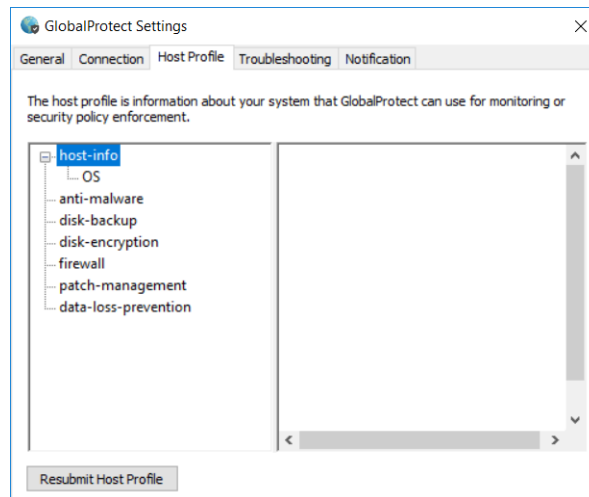 GlobalProtect Settings
General Connection Host Profile Troubleshooting Notification
The host profile is information about your system that GlobalProtect can use for monitoring or
security policy enforcement.
host-info
OS
anti-malware
disk-backup
disk-encryption
firewall
patch-management
data-loss-prevention
Resubmit Host Profile